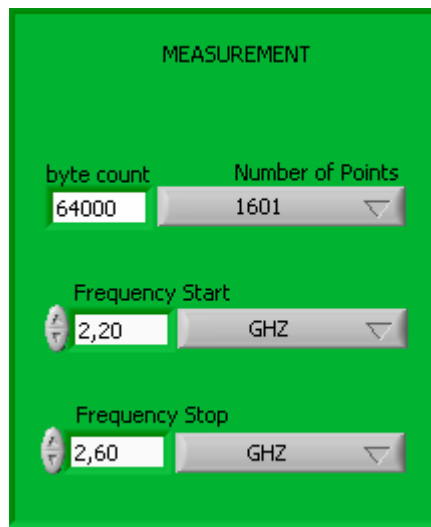 MEASUREMENT
byte count Number of Points
64000 1601
Frequency Start
2,20 GHZ
Frequency Stop
2,60 GHZ